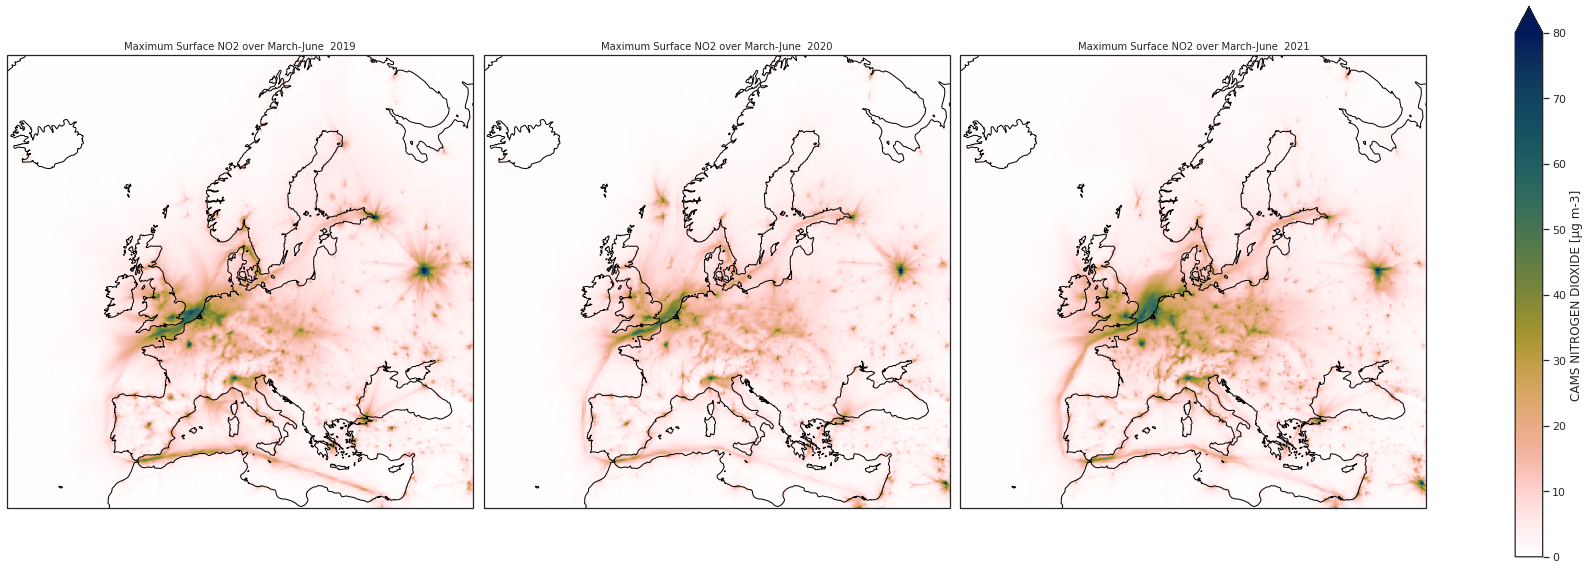 Maximum Surface NO2 over March-June  2019
Maximum Surface NO2 over March-June  2020
Maximum Surface NO2 over March-June  2021
80
70
60
50
40
30
20
10
0
CAMS NITROGEN DIOXIDE [µg m-3]